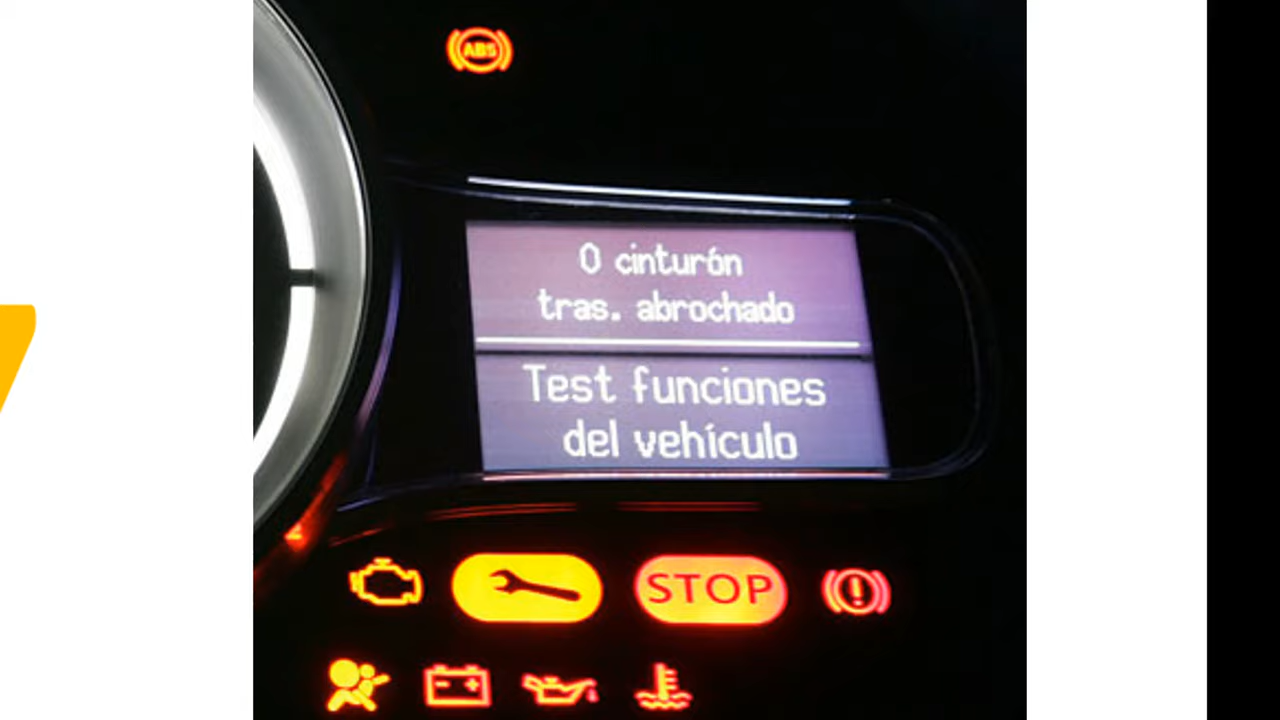 ABS
0 cinturón
tras. abrochado
Test funciones
del vehículo
STOP